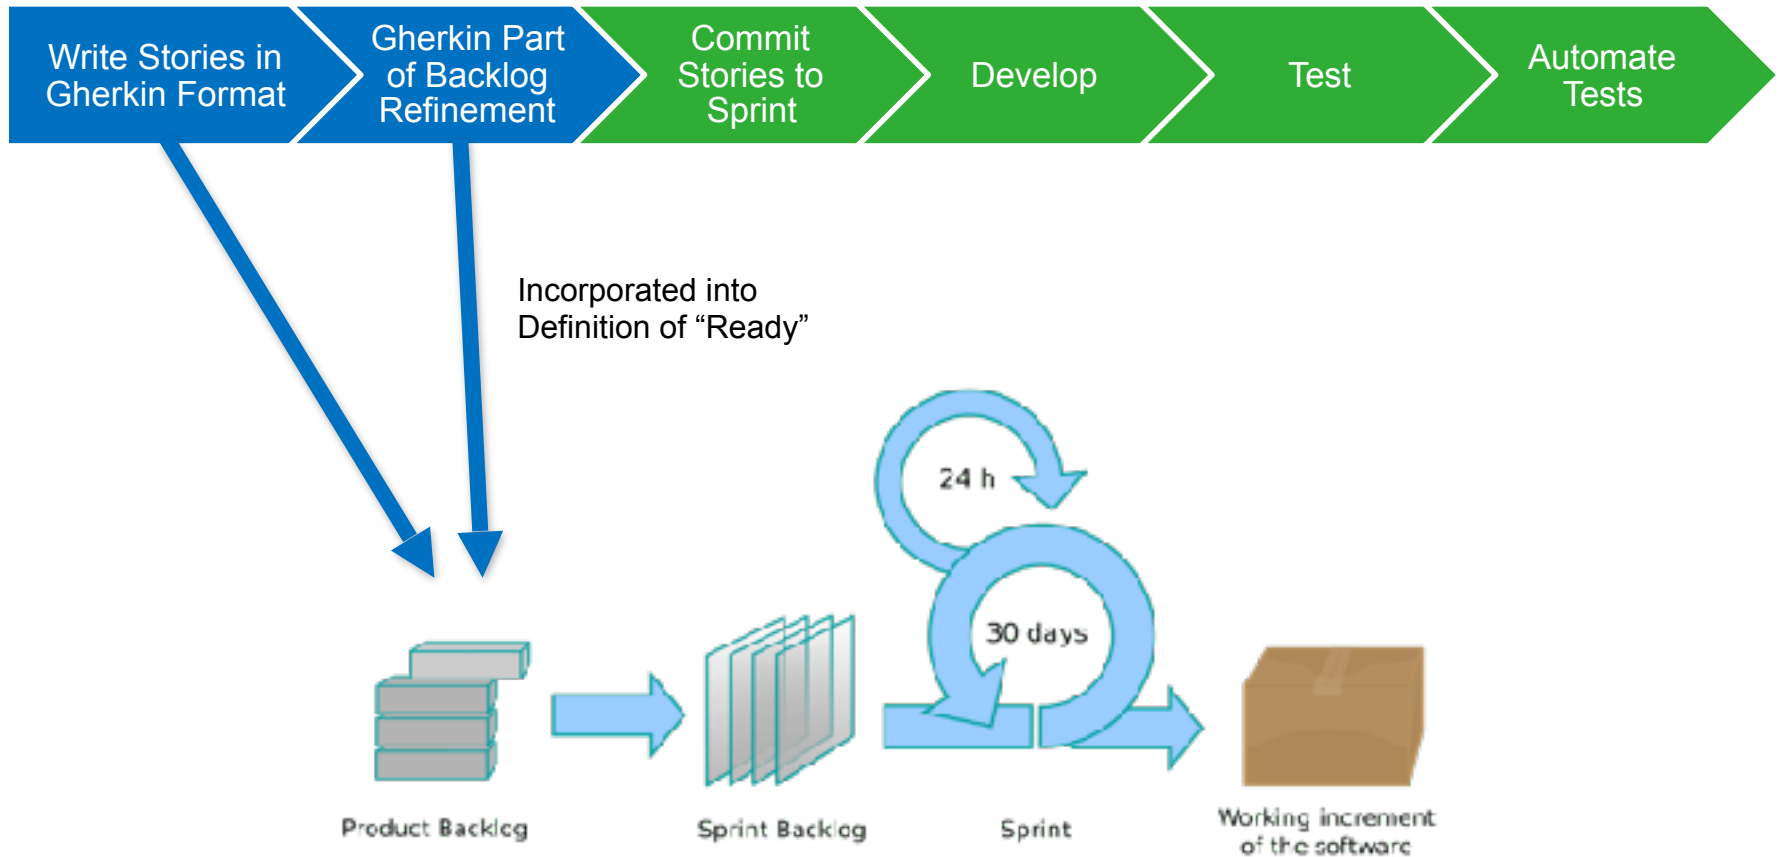 Write Stories in
Gherkin Format
Gherkin Part
of Backlog
Refinement
Commit
Stories to
Sprint
Develop
Test
Automate
Tests
Incorporated into
Definition of “Ready”
24 h
30 days
Product Backlog
Sprint Backlog
Sprint
Working increment
of the software